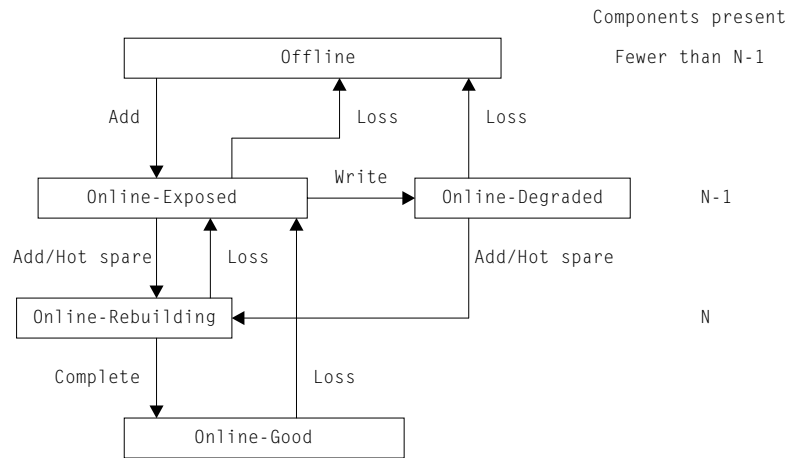 Components present
Offline
Fewer than N-1
Add
Loss
Loss
Write
Online-Exposed
Online-Degraded
N-1
Add/Hot spare
Loss
Add/Hot spare
Online-Rebuilding
N
Complete
Loss
Online-Good